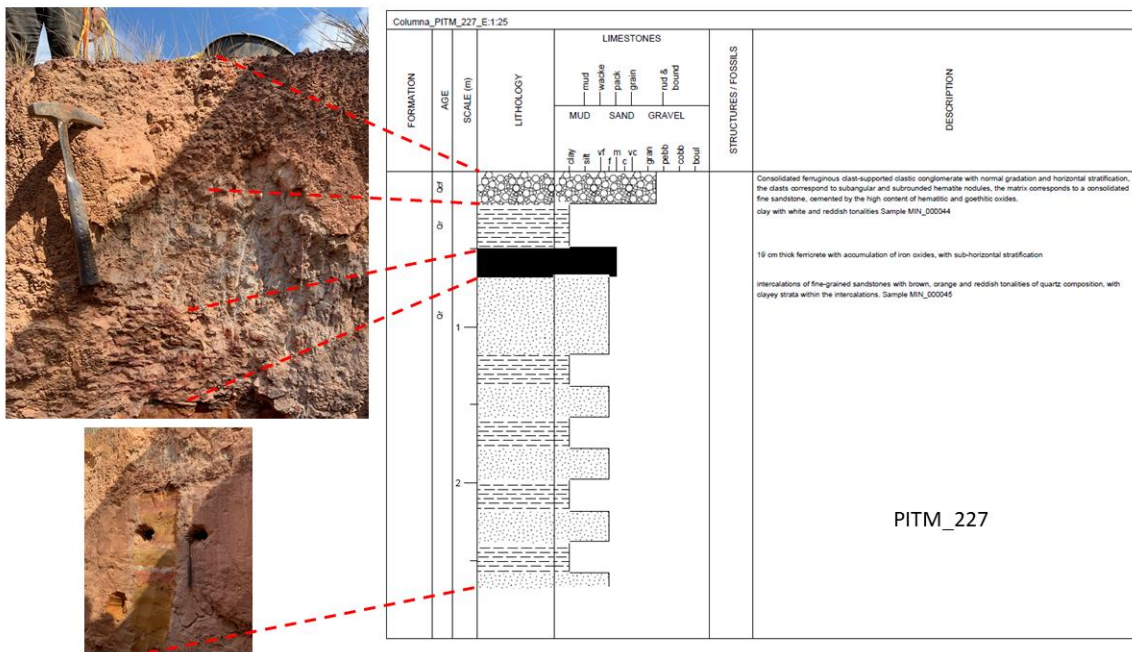 Columna_PITM_227_E:1:25
FORMATION
AGE
SCALE (m)
LITHOLOGY
LIMESTONES
mud
wacke
pack
grain
rud & bound
MUD SAND GRAVEL
clay
silt
vf
f
m
c
vc
gran
pebb
cobb
boul
STRUCTURES / FOSSILS
DESCRIPTION
Consolidated ferruginous clast-supported clastic conglomerate with normal gradation and horizontal stratification,
the clasts correspond to subangular and subrounded hematite nodules, the matrix corresponds to a consolidated
fine sandstone, cemented by the high content of hematitic and goethitic oxides.
clay with white and reddish tonalities Sample MIN_000044
19 cm thick ferricrete with accumulation of iron oxides, with sub-horizontal stratification
intercalations of fine-grained sandstones with brown, orange and reddish tonalities of quartz composition, with
clayey strata within the intercalations. Sample MIN_000045
1
2
PITM_227